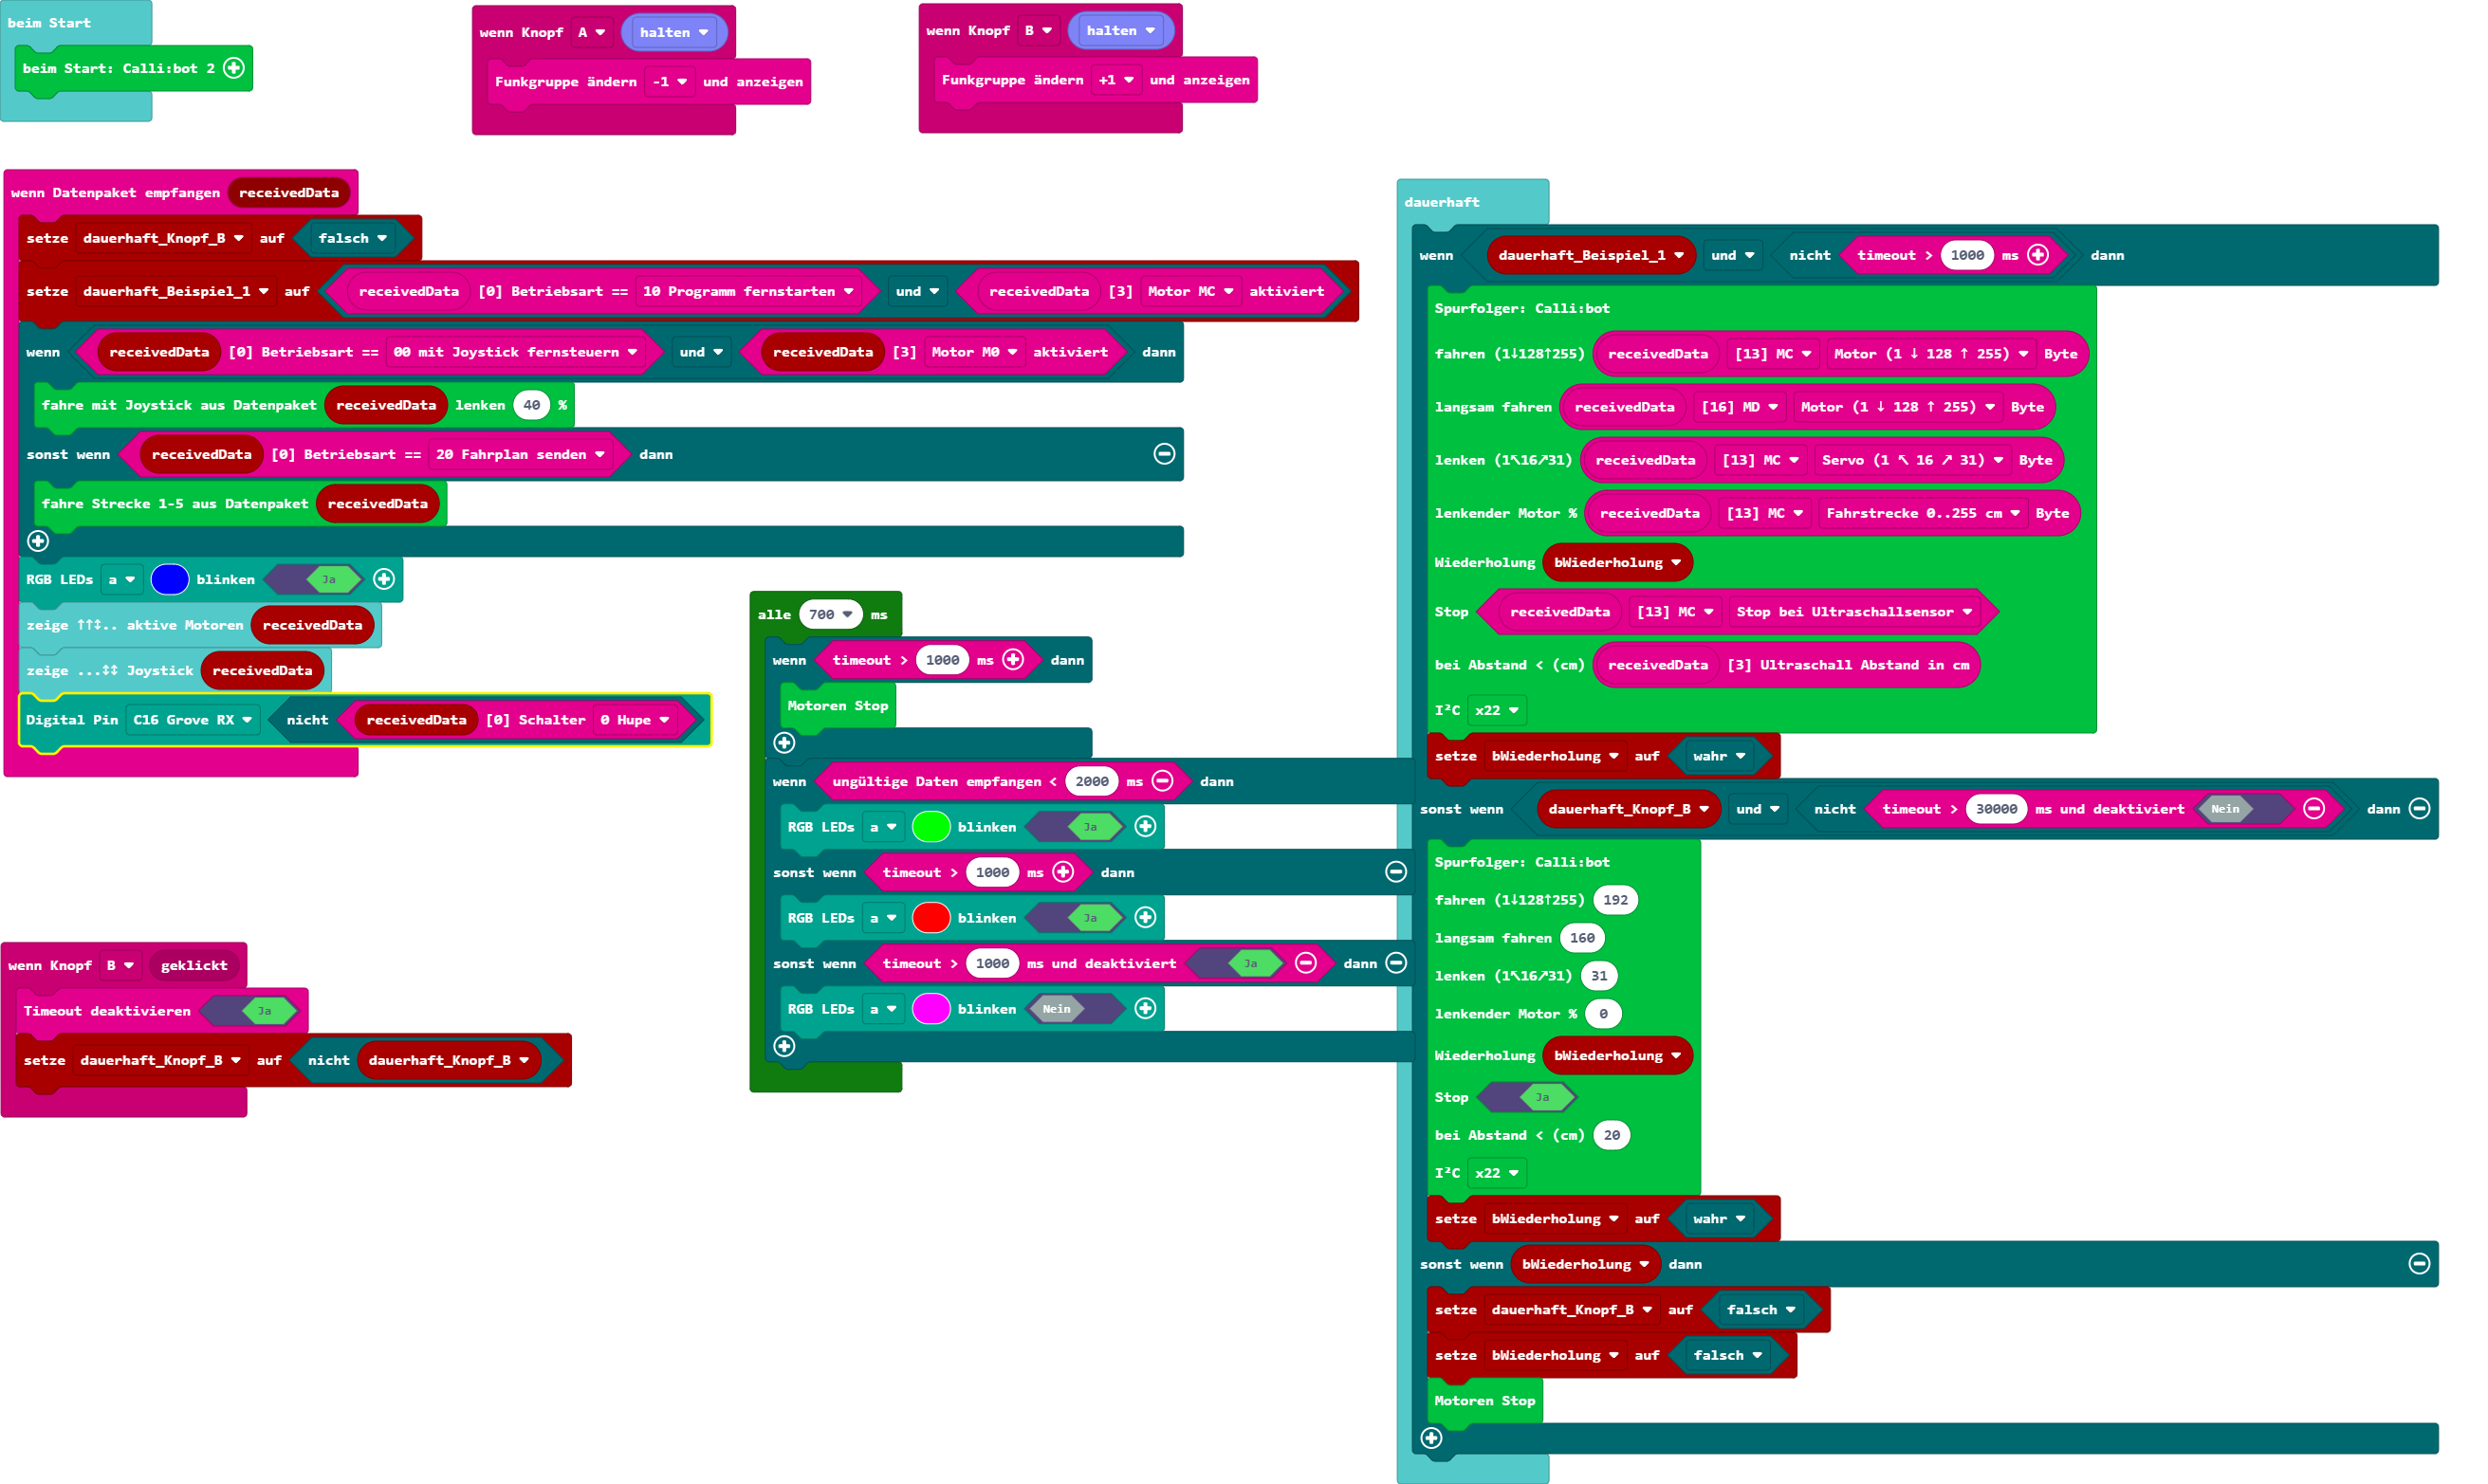 beim Start
beim Start: Calli:bot 2
wenn Knopf A halten
Funkgruppe ändern -1 und anzeigen
wenn Knopf B halten
Funkgruppe ändern +1 und anzeigen
wenn Datenpaket empfangen receivedData
setze dauerhaft_Knopf_B auf falsch
setze dauerhaft_Beispiel_1 auf receivedData [0] Betriebsart == 10 Programm fernstarten und receivedData [3] Motor MC aktiviert
wenn receivedData [0] Betriebsart == 00 mit Joystick fernsteuern und receivedData [3] Motor M0 aktiviert dann
fahre mit Joystick aus Datenpaket receivedData lenken 40 %
sonst wenn receivedData [0] Betriebsart == 20 Fahrplan senden dann
fahre Strecke 1-5 aus Datenpaket receivedData
RGB LEDs a blinken Ja
zeige ↑↑↕.. aktive Motoren receivedData
zeige ...↕↕ Joystick receivedData
Digital Pin C16 Grove RX nicht receivedData [0] Schalter 0 Hupe
wenn Knopf B geklickt
Timeout deaktivieren Ja
setze dauerhaft_Knopf_B auf nicht dauerhaft_Knopf_B
alle 700 ms
wenn timeout > 1000 ms dann
Motoren Stop
wenn ungültige Daten empfangen < 2000 ms dann
RGB LEDs a blinken Ja
sonst wenn timeout > 1000 ms dann
RGB LEDs a blinken Ja
sonst wenn timeout > 1000 ms und deaktiviert Ja dann
RGB LEDs a blinken Nein
dauerhaft
wenn dauerhaft_Beispiel_1 und nicht timeout > 1000 ms dann
Spurfolger: Calli:bot
fahren (1↓128↑255) receivedData [13] MC Motor (1 ↓ 128 ↑ 255) Byte
langsam fahren receivedData [16] MD Motor (1 ↓ 128 ↑ 255) Byte
lenken (1↖16↗31) receivedData [13] MC Servo (1 ↖ 16 ↗ 31) Byte
lenkender Motor % receivedData [13] MC Fahrstrecke 0..255 cm Byte
Wiederholung bWiederholung
Stop receivedData [13] MC Stop bei Ultraschallsensor
bei Abstand < (cm) receivedData [3] Ultraschall Abstand in cm
I²C x22
setze bWiederholung auf wahr
sonst wenn dauerhaft_Knopf_B und nicht timeout > 30000 ms und deaktiviert Nein dann
Spurfolger: Calli:bot
fahren (1↓128↑255) 192
langsam fahren 160
lenken (1↖16↗31) 31
lenkender Motor % 0
Wiederholung bWiederholung
Stop Ja
bei Abstand < (cm) 20
I²C x22
setze bWiederholung auf wahr
sonst wenn bWiederholung dann
setze dauerhaft_Knopf_B auf falsch
setze bWiederholung auf falsch
Motoren Stop